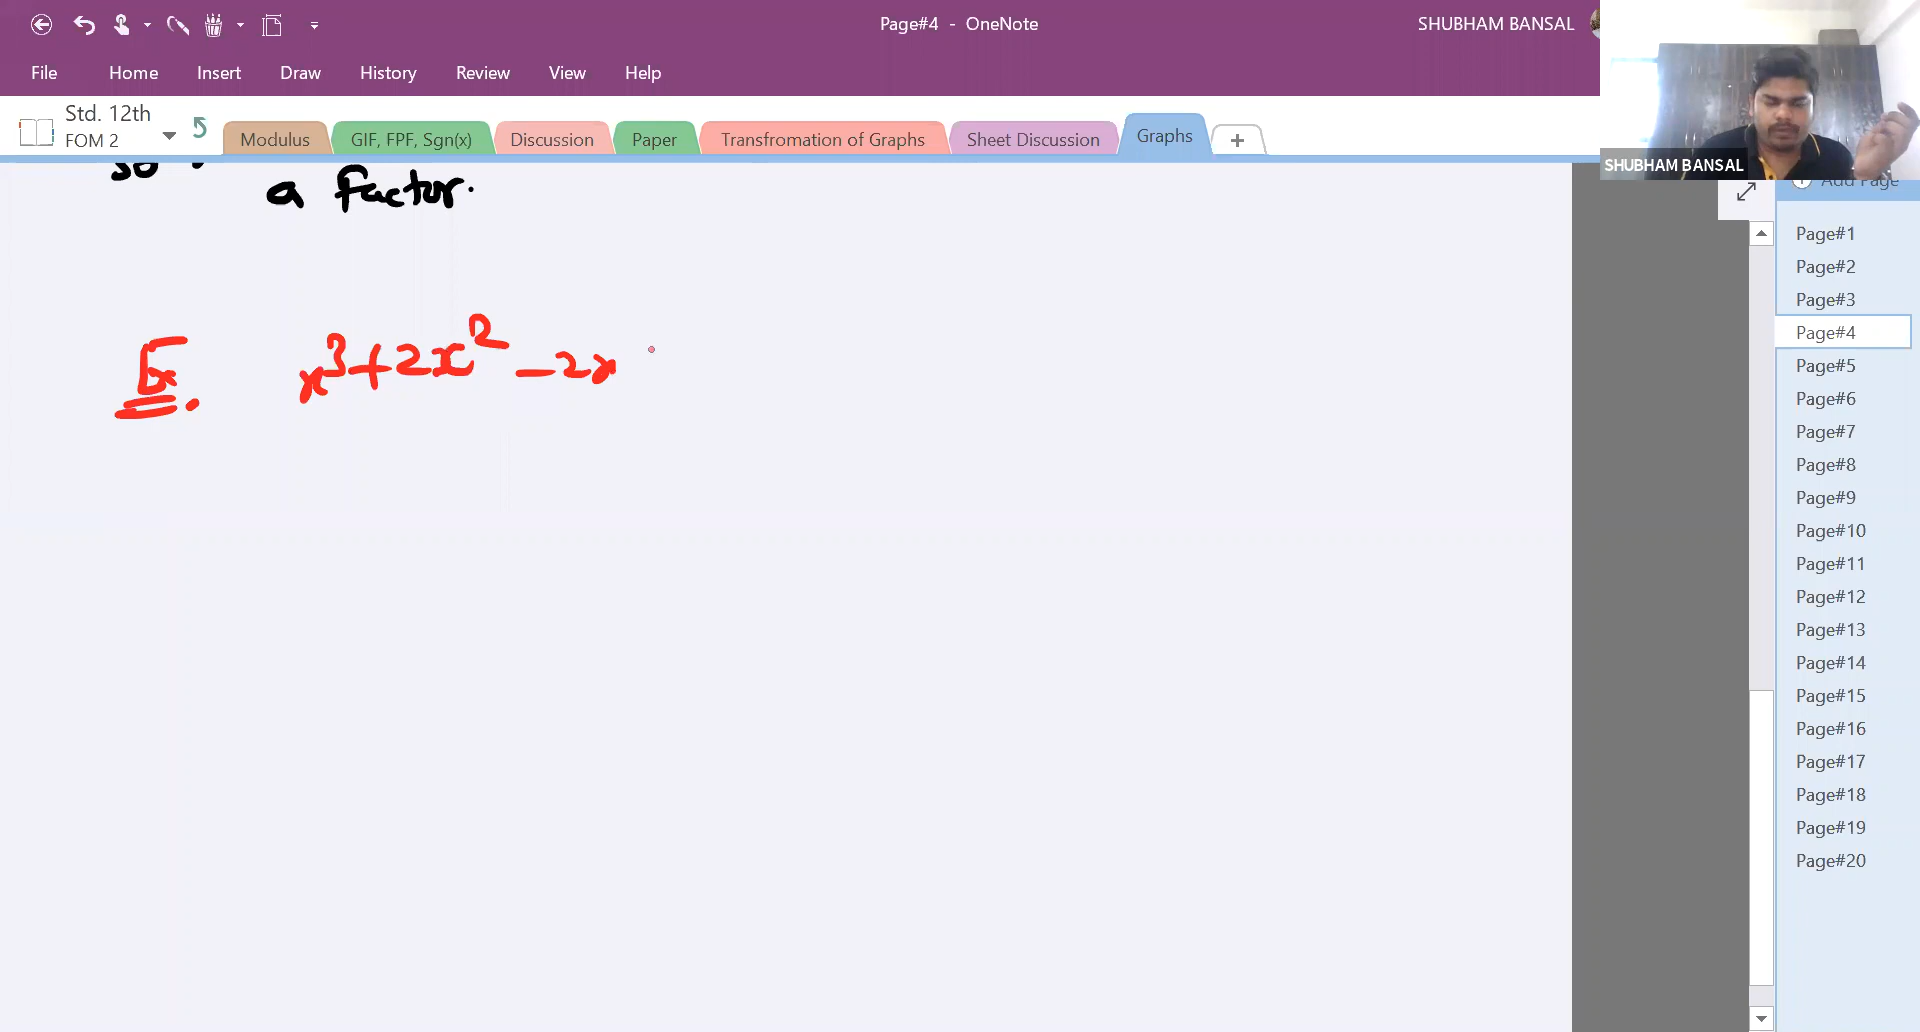 Page#4 - OneNote
SHUBHAM BANSAL
File Home Insert Draw History Review View Help
Std. 12th
FOM 2
Modulus GIF, FPF, Sgn(x) Discussion Paper Transfromation of Graphs Sheet Discussion Graphs +
SHUBHAM BANSAL
Add Page
a factor.
Ex. x³+2x²-2x
Page#1
Page#2
Page#3
Page#4
Page#5
Page#6
Page#7
Page#8
Page#9
Page#10
Page#11
Page#12
Page#13
Page#14
Page#15
Page#16
Page#17
Page#18
Page#19
Page#20